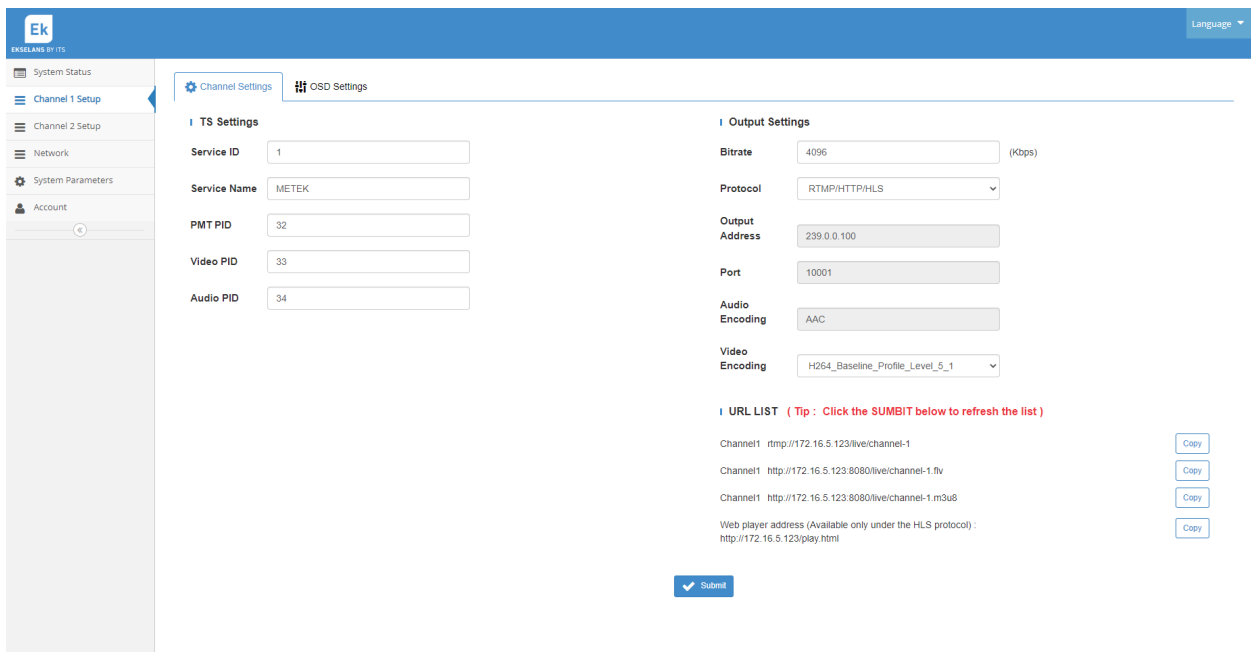 Ek
EKSELANS BY ITS
Language
System Status
Channel 1 Setup
Channel 2 Setup
Network
System Parameters
Account
Channel Settings
OSD Settings
TS Settings
Service ID 1
Service Name METEK
PMT PID 32
Video PID 33
Audio PID 34
Output Settings
Bitrate 4096 (Kbps)
Protocol RTMP/HTTP/HLS
Output
Address 239.0.0.100
Port 10001
Audio
Encoding AAC
Video
Encoding H264_Baseline_Profile_Level_5_1
URL LIST ( Tip : Click the SUMBIT below to refresh the list )
Channel1 rtmp://172.16.5.123/live/channel-1 Copy
Channel1 http://172.16.5.123:8080/live/channel-1.flv Copy
Channel1 http://172.16.5.123:8080/live/channel-1.m3u8 Copy
Web player address (Available only under the HLS protocol) :
http://172.16.5.123/play.html Copy
Submit